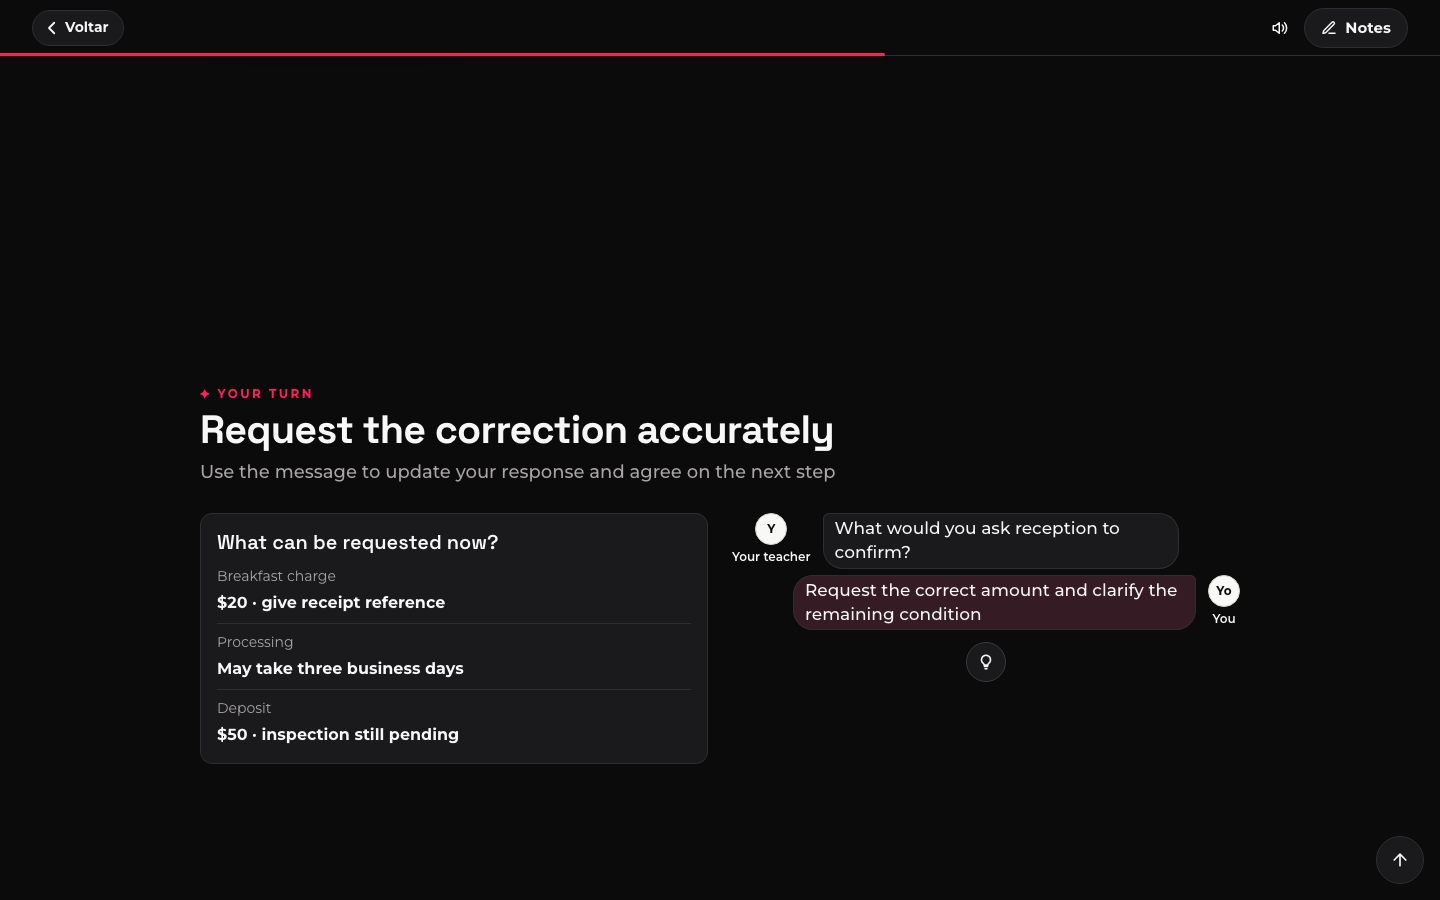 Voltar
Notes
YOUR TURN
Request the correction accurately
Use the message to update your response and agree on the next step
What can be requested now?
Breakfast charge
$20 · give receipt reference
Processing
May take three business days
Deposit
$50 · inspection still pending
Y
Your teacher
What would you ask reception to
confirm?
Request the correct amount and clarify the
remaining condition
Yo
You